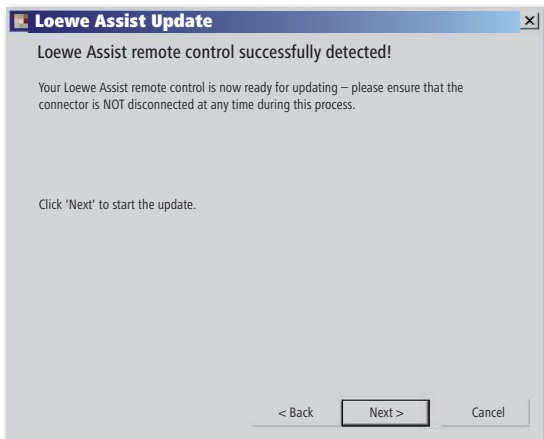 Loewe Assist Update
Loewe Assist remote control successfully detected!
Your Loewe Assist remote control is now ready for updating – please ensure that the
connector is NOT disconnected at any time during this process.
Click 'Next' to start the update.
< Back Next > Cancel